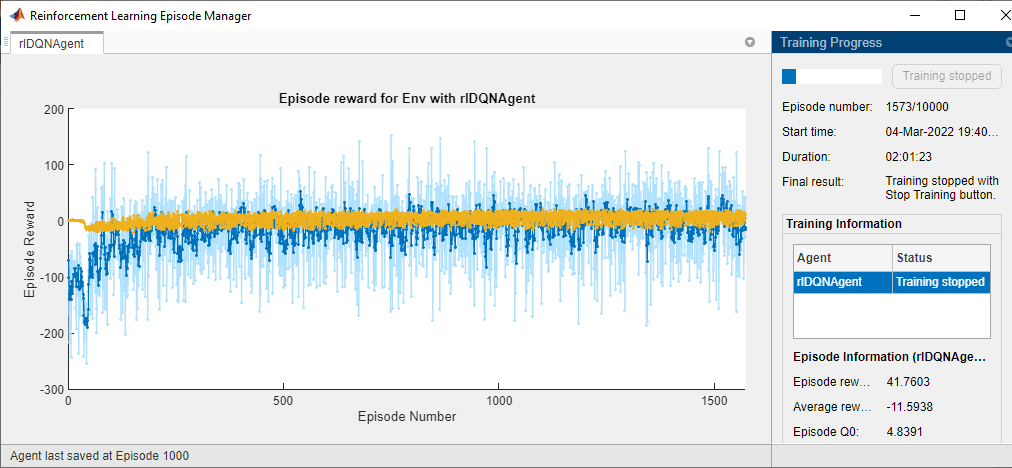 Reinforcement Learning Episode Manager
rlDQNAgent
Episode reward for Env with rlDQNAgent
200
100
0
-100
-200
-300
Episode Reward
0
500
1000
1500
Episode Number
Agent last saved at Episode 1000
Training Progress
Training stopped
Episode number: 1573/10000
Start time: 04-Mar-2022 19:40...
Duration: 02:01:23
Final result: Training stopped with
Stop Training button.
Training Information
Agent Status
rlDQNAgent Training stopped
Episode Information (rlDQNAge...
Episode rew... 41.7603
Average rew... -11.5938
Episode Q0: 4.8391